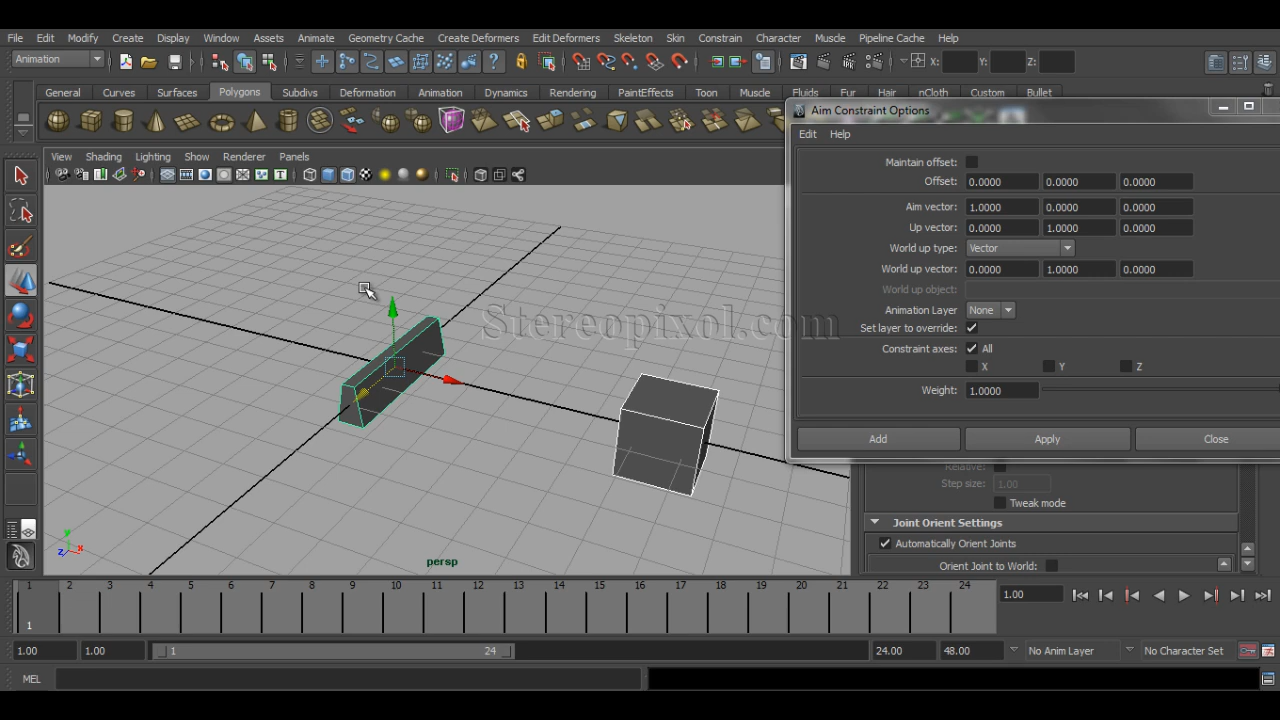 File Edit Modify Create Display Window Assets Animate Geometry Cache Create Deformers Edit Deformers Skeleton Skin Constrain Character Muscle Pipeline Cache Help
Animation X: Y: Z:
General Curves Surfaces Polygons Subdivs Deformation Animation Dynamics Rendering PaintEffects Toon Muscle Fluids Fur Hair nCloth Custom Bullet
Aim Constraint Options
Edit Help
View Shading Lighting Show Renderer Panels
Maintain offset:
Offset: 0.0000 0.0000 0.0000
Aim vector: 1.0000 0.0000 0.0000
Up vector: 0.0000 1.0000 0.0000
World up type: Vector
World up vector: 0.0000 1.0000 0.0000
World up object:
Animation Layer None
Set layer to override:
Constraint axes: All
X Y Z
Weight: 1.0000
Add Apply Close
Stereopixol.com
Relative:
Step size: 1.00
Tweak mode
Joint Orient Settings
Automatically Orient Joints
Orient Joint to World:
y
z x
persp
1 2 3 4 5 6 7 8 9 10 11 12 13 14 15 16 17 18 19 20 21 22 23 24 1.00
1
1.00 1.00 1 24 24.00 48.00 No Anim Layer No Character Set
MEL